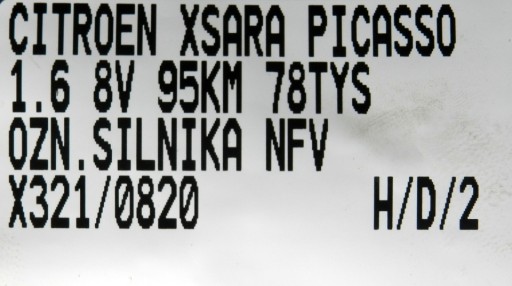 CITROEN XSARA PICASSO
1.6 8V 95KM 78TYS
OZN.SILNIKA NFV
X321/0820 H/D/2